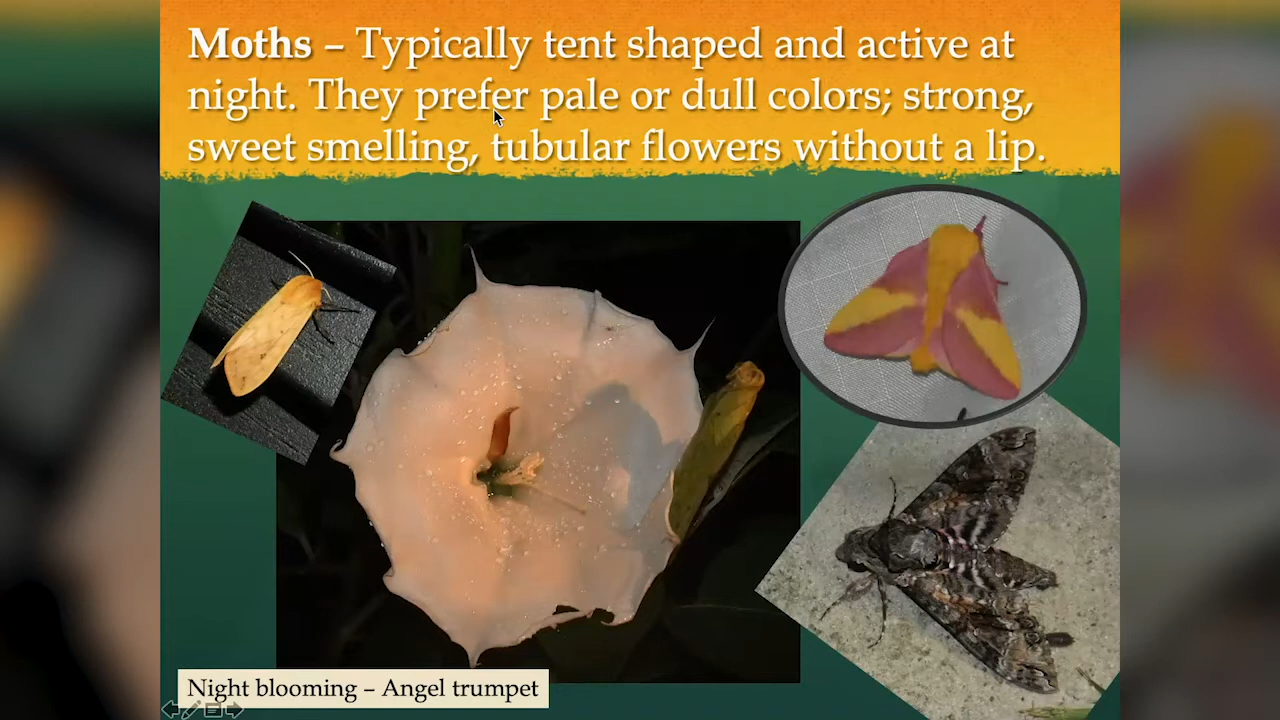 Moths – Typically tent shaped and active at
night. They prefer pale or dull colors; strong,
sweet smelling, tubular flowers without a lip.
Night blooming – Angel trumpet